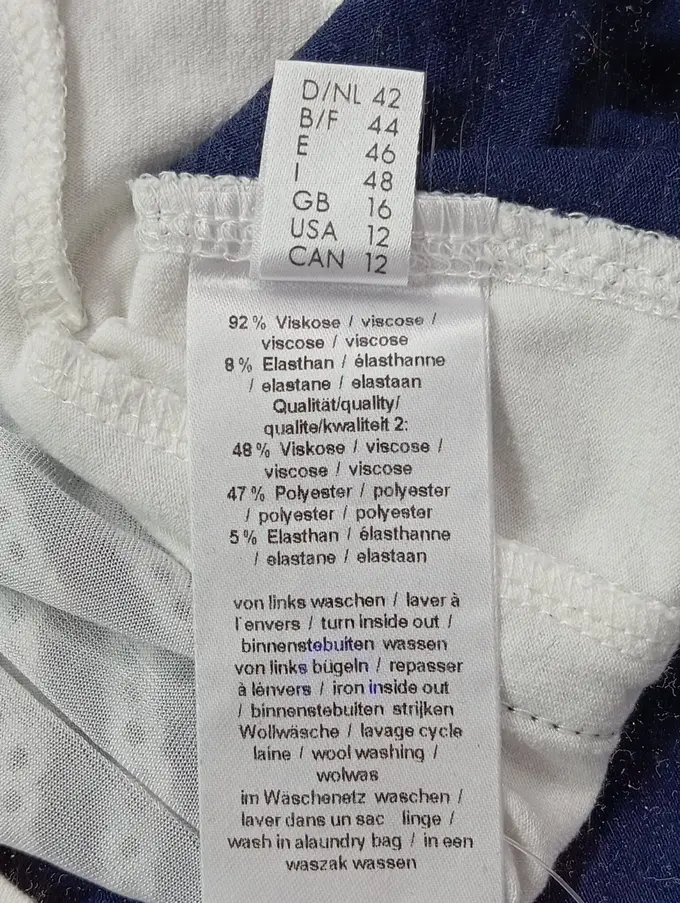 D/NL 42
B/F 44
E 46
I 48
GB 16
USA 12
CAN 12
92% Viskose / viscose /
viscose / viscose
8% Elasthan / élasthanne
/ elastane / elastaan
Qualität/quality/
qualite/kwaliteit 2:
48% Viskose / viscose /
viscose / viscose
47% Polyester / polyester
/ polyester / polyester
5% Elasthan / élasthanne
/ elastane / elastaan
von links waschen / laver à
l'envers / turn inside out /
binnenstebuiten wassen
von links bügeln / repasser
à lénvers / iron inside out
/ binnenstebuiten strijken
Wollwäsche / lavage cycle
laine / wool washing /
wolwas
im Wäschenetz waschen /
laver dans un sac linge /
wash in alaundry bag / in een
waszak wassen